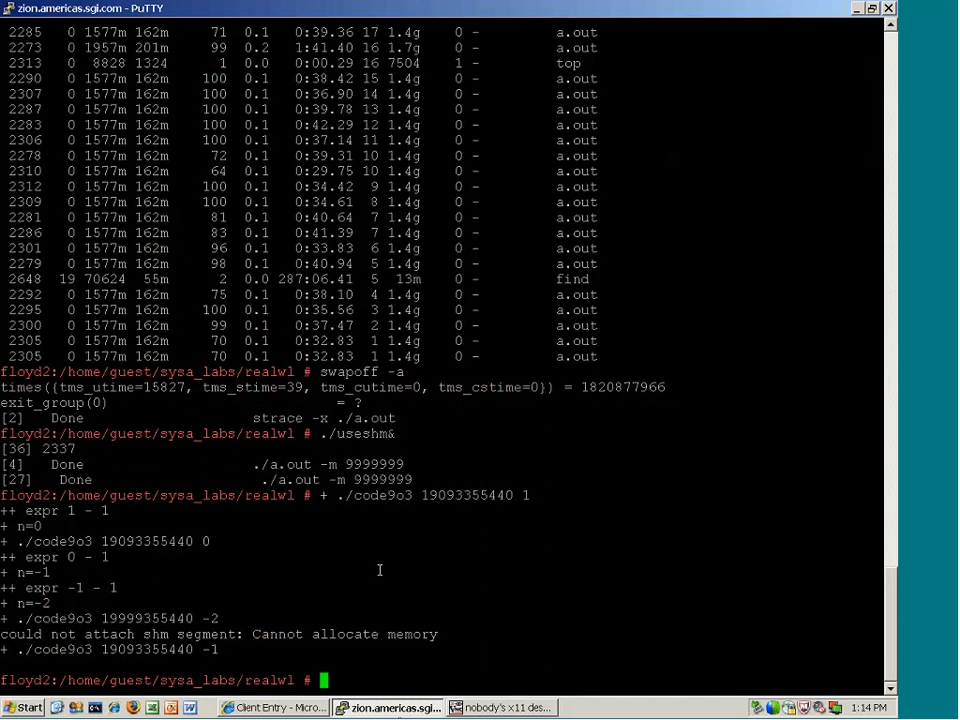 zion.americas.sgi.com - PuTTY
2285 0 1577m 162m 71 0.1 0:39.36 17 1.4g 0 - a.out
2273 0 1957m 201m 99 0.2 1:41.40 16 1.7g 0 - a.out
2313 0 8828 1324 1 0.0 0:00.29 16 7504 1 - top
2290 0 1577m 162m 100 0.1 0:38.42 15 1.4g 0 - a.out
2307 0 1577m 162m 100 0.1 0:36.90 14 1.4g 0 - a.out
2287 0 1577m 162m 100 0.1 0:39.78 13 1.4g 0 - a.out
2283 0 1577m 162m 100 0.1 0:42.29 12 1.4g 0 - a.out
2306 0 1577m 162m 100 0.1 0:37.14 11 1.4g 0 - a.out
2278 0 1577m 162m 72 0.1 0:39.31 10 1.4g 0 - a.out
2310 0 1577m 162m 64 0.1 0:29.75 10 1.4g 0 - a.out
2312 0 1577m 162m 100 0.1 0:34.42 9 1.4g 0 - a.out
2309 0 1577m 162m 100 0.1 0:34.61 8 1.4g 0 - a.out
2281 0 1577m 162m 81 0.1 0:40.64 7 1.4g 0 - a.out
2286 0 1577m 162m 83 0.1 0:41.39 7 1.4g 0 - a.out
2301 0 1577m 162m 96 0.1 0:33.83 6 1.4g 0 - a.out
2279 0 1577m 162m 98 0.1 0:40.94 5 1.4g 0 - a.out
2648 19 70624 55m 2 0.0 287:06.41 5 13m 0 - find
2292 0 1577m 162m 75 0.1 0:38.10 4 1.4g 0 - a.out
2295 0 1577m 162m 100 0.1 0:35.56 3 1.4g 0 - a.out
2300 0 1577m 162m 99 0.1 0:37.47 2 1.4g 0 - a.out
2305 0 1577m 162m 70 0.1 0:32.83 1 1.4g 0 - a.out
2305 0 1577m 162m 70 0.1 0:32.83 1 1.4g 0 - a.out
floyd2:/home/guest/sysa_labs/realwl # swapoff -a
times({tms_utime=15827, tms_stime=39, tms_cutime=0, tms_cstime=0}) = 1820877966
exit_group(0) = ?
[2] Done strace -x ./a.out
floyd2:/home/guest/sysa_labs/realwl # ./useshm&
[36] 2337
[4] Done ./a.out -m 9999999
[27] Done ./a.out -m 9999999
floyd2:/home/guest/sysa_labs/realwl # + ./code9o3 19093355440 1
++ expr 1 - 1
+ n=0
+ ./code9o3 19093355440 0
++ expr 0 - 1
+ n=-1
++ expr -1 - 1
+ n=-2
+ ./code9o3 19999355440 -2
could not attach shm segment: Cannot allocate memory
+ ./code9o3 19093355440 -1
floyd2:/home/guest/sysa_labs/realwl #
Start Client Entry - Micro... zion.americas.sgi.com... nobody's x11 des... 1:14 PM